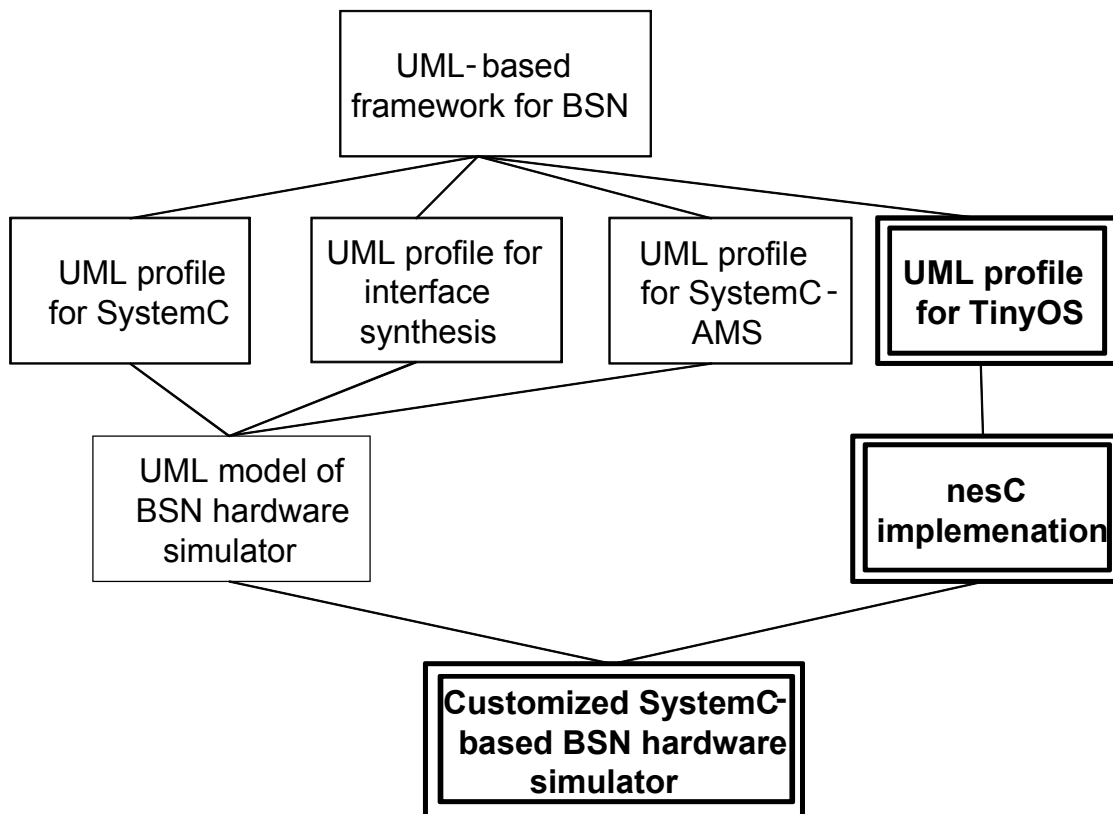 UML-based
framework for BSN
UML profile
for SystemC
UML profile for
interface
synthesis
UML profile
for SystemC-
AMS
UML profile
for TinyOS
UML model of
BSN hardware
simulator
nesC
implemenation
Customized SystemC-
based BSN hardware
simulator